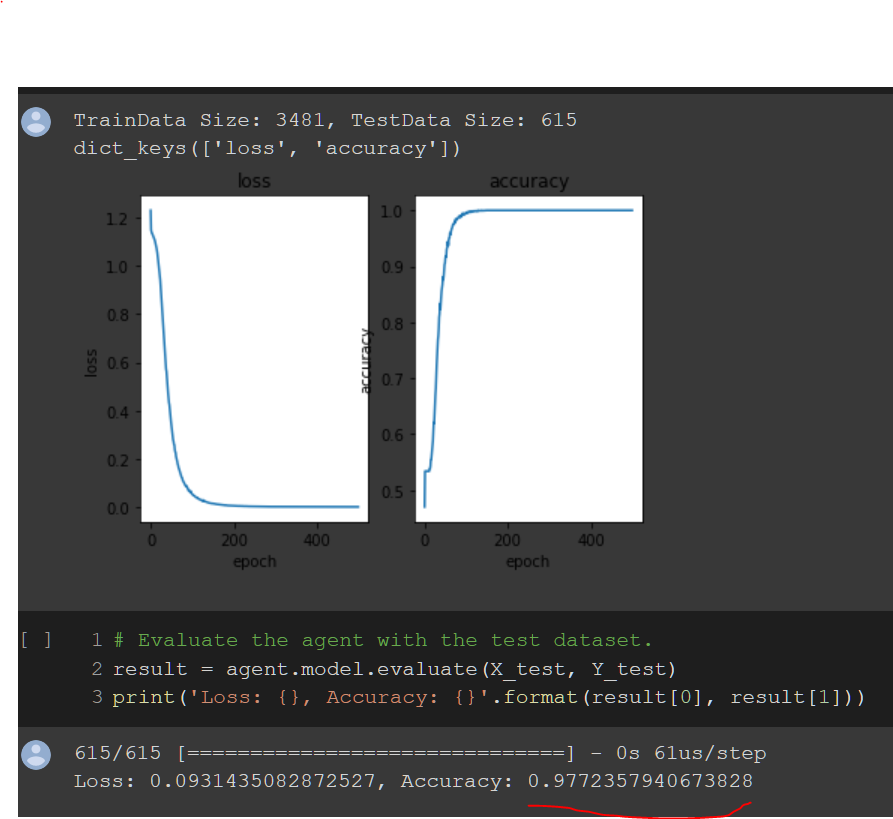 TrainData Size: 3481, TestData Size: 615
dict_keys(['loss', 'accuracy'])
loss
accuracy
1.2
1.0
0.8
0.6
0.4
0.2
0.0
loss
0
200
400
epoch
1.0
0.9
0.8
0.7
0.6
0.5
accuracy
0
200
400
epoch
[ ]
1 # Evaluate the agent with the test dataset.
2 result = agent.model.evaluate(X_test, Y_test)
3 print('Loss: {}, Accuracy: {}'.format(result[0], result[1]))
615/615 [==============================] - 0s 61us/step
Loss: 0.0931435082872527, Accuracy: 0.9772357940673828